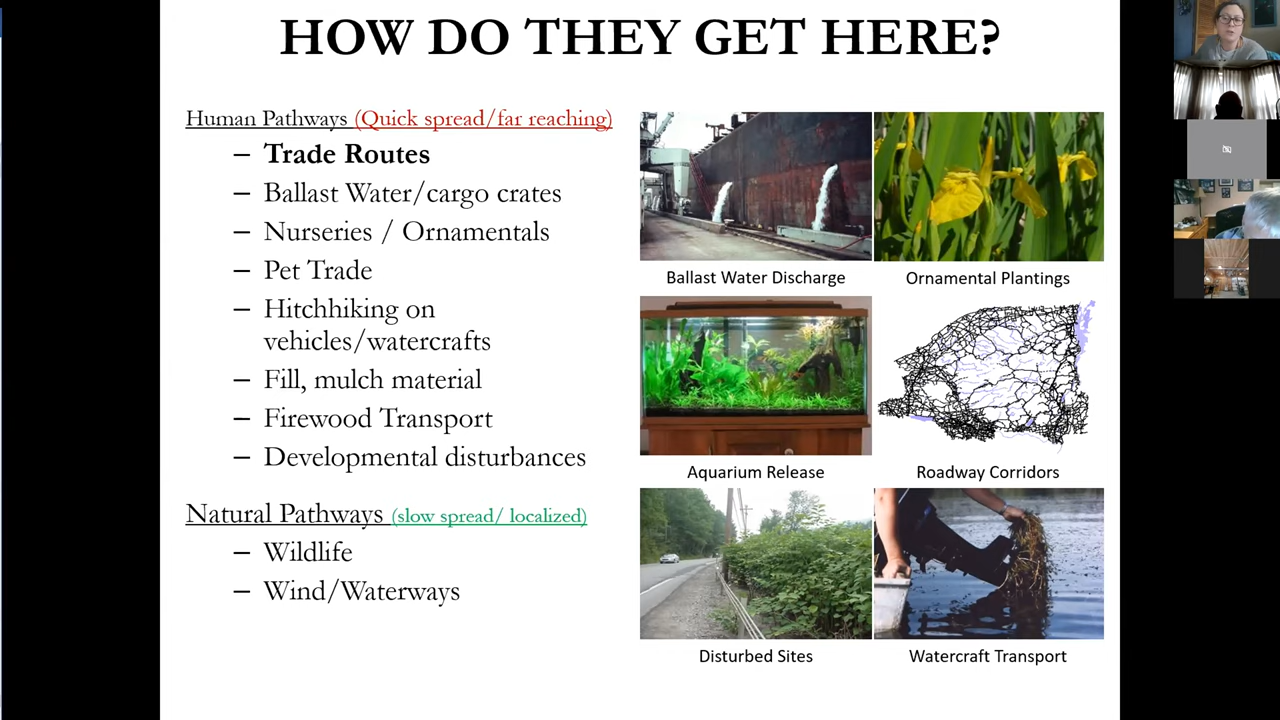 HOW DO THEY GET HERE?
Human Pathways (Quick spread/far reaching)
– Trade Routes
– Ballast Water/cargo crates
– Nurseries / Ornamentals
– Pet Trade
– Hitchhiking on
vehicles/watercrafts
– Fill, mulch material
– Firewood Transport
– Developmental disturbances
Natural Pathways (slow spread/ localized)
– Wildlife
– Wind/Waterways
Ballast Water Discharge
Ornamental Plantings
Aquarium Release
Roadway Corridors
Disturbed Sites
Watercraft Transport